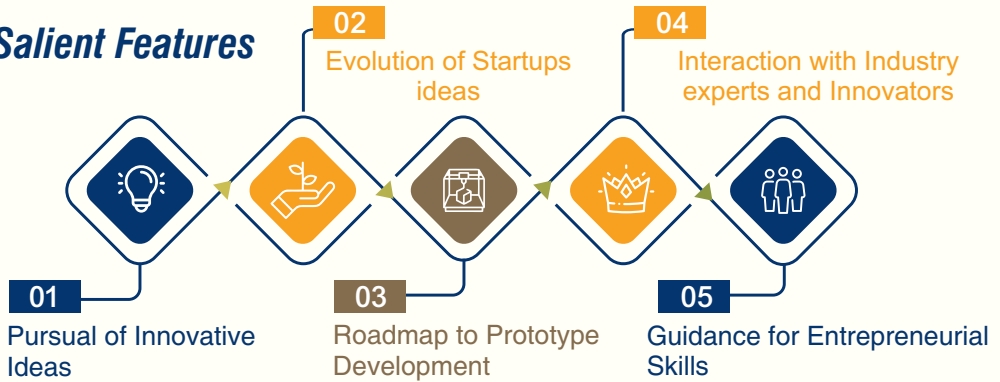 Salient Features
01
Pursual of Innovative
Ideas
02
Evolution of Startups
ideas
03
Roadmap to Prototype
Development
04
Interaction with Industry
experts and Innovators
05
Guidance for Entrepreneurial
Skills